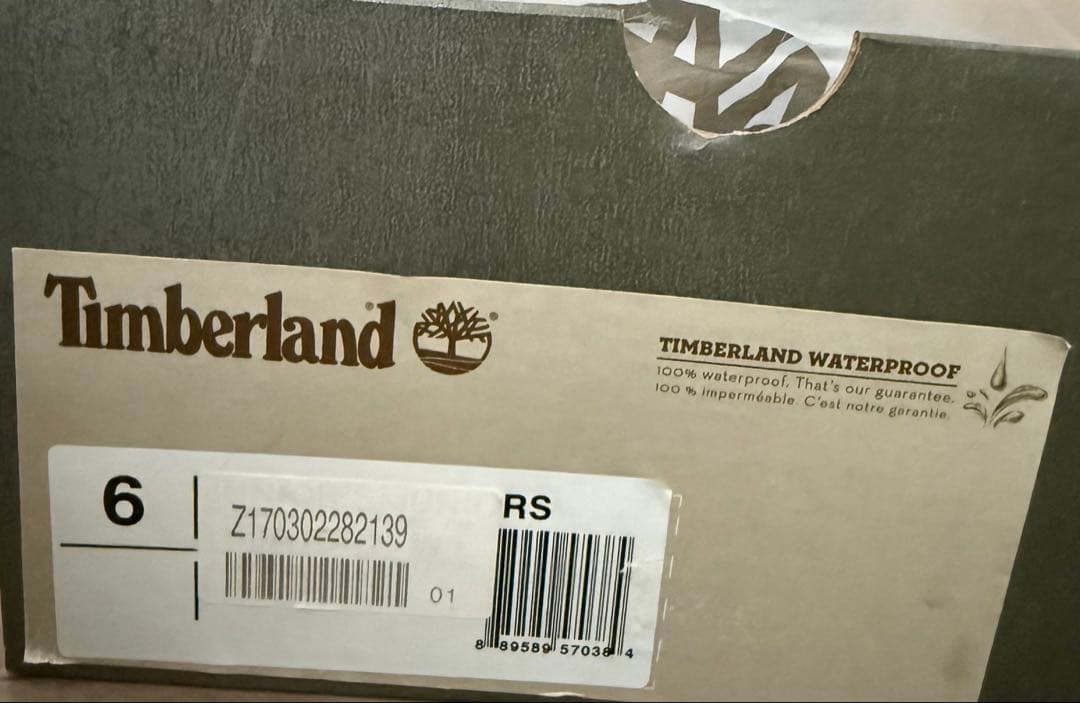 Timberland®
TIMBERLAND WATERPROOF
100% waterproof. That's our guarantee.
100 % imperméable. C'est notre garantie.
6
Z170302282139
01
RS
8 89589 57038 4